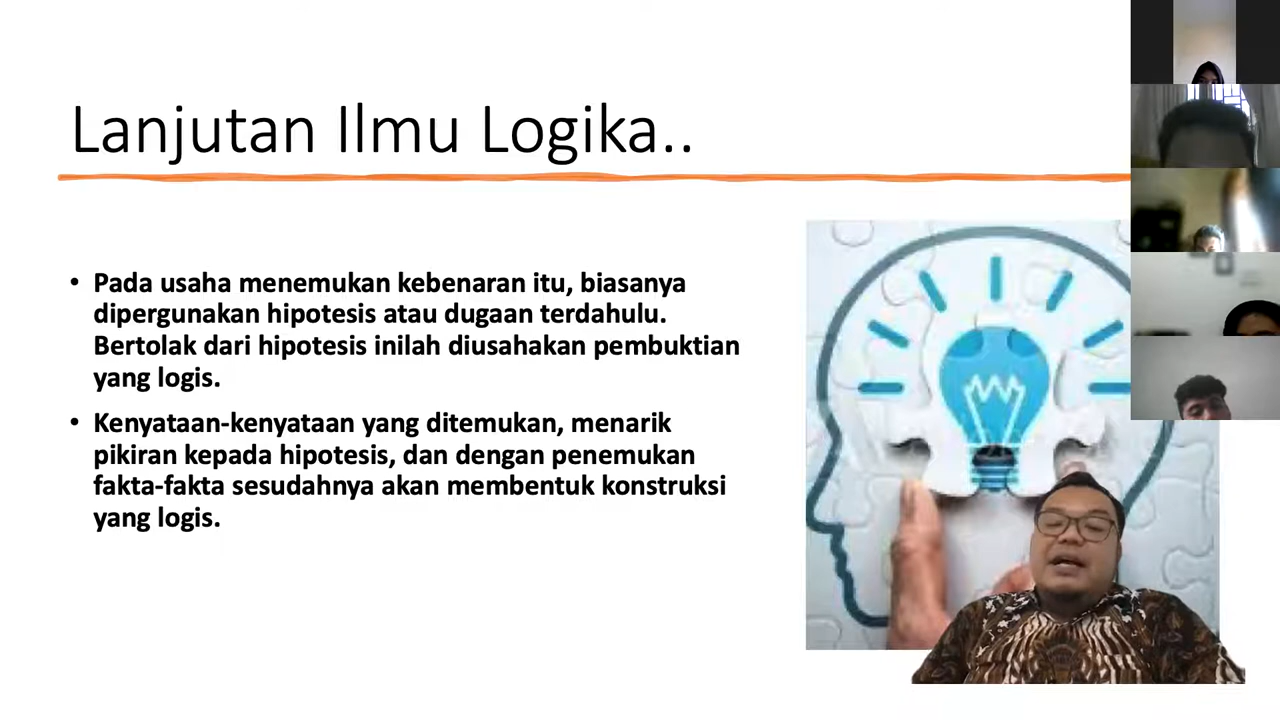 Lanjutan Ilmu Logika..
• Pada usaha menemukan kebenaran itu, biasanya
dipergunakan hipotesis atau dugaan terdahulu.
Bertolak dari hipotesis inilah diusahakan pembuktian
yang logis.
• Kenyataan-kenyataan yang ditemukan, menarik
pikiran kepada hipotesis, dan dengan penemukan
fakta-fakta sesudahnya akan membentuk konstruksi
yang logis.